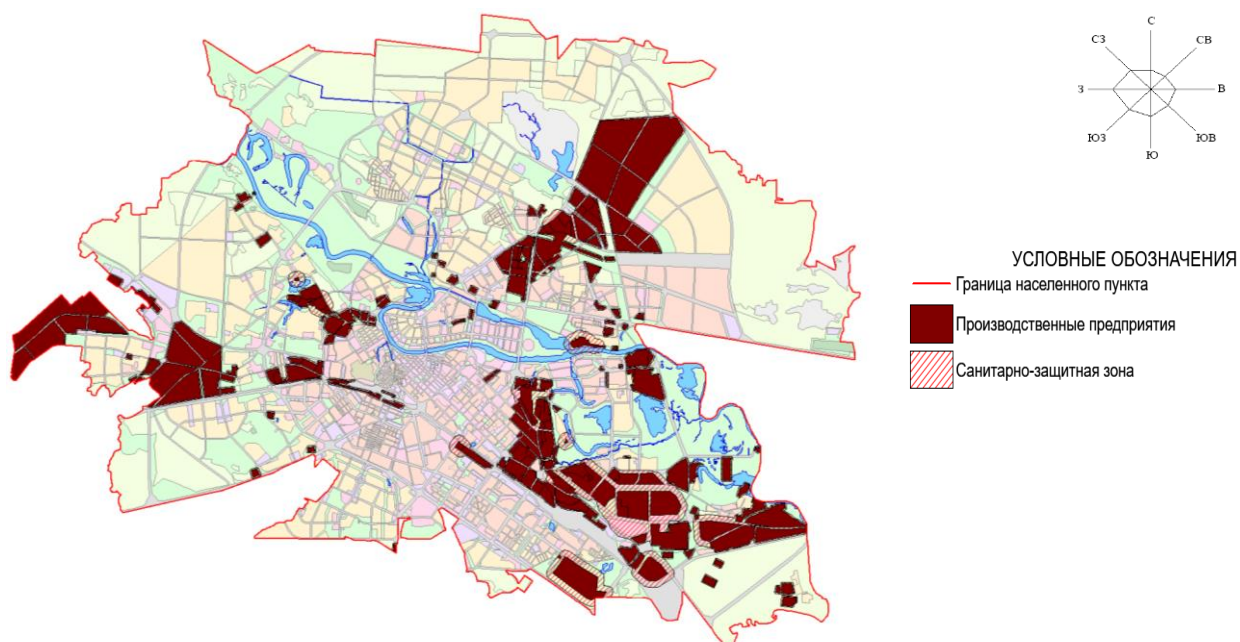 С
СЗ
СВ
З
В
ЮЗ
ЮВ
Ю
УСЛОВНЫЕ ОБОЗНАЧЕНИЯ
Граница населенного пункта
Производственные предприятия
Санитарно-защитная зона